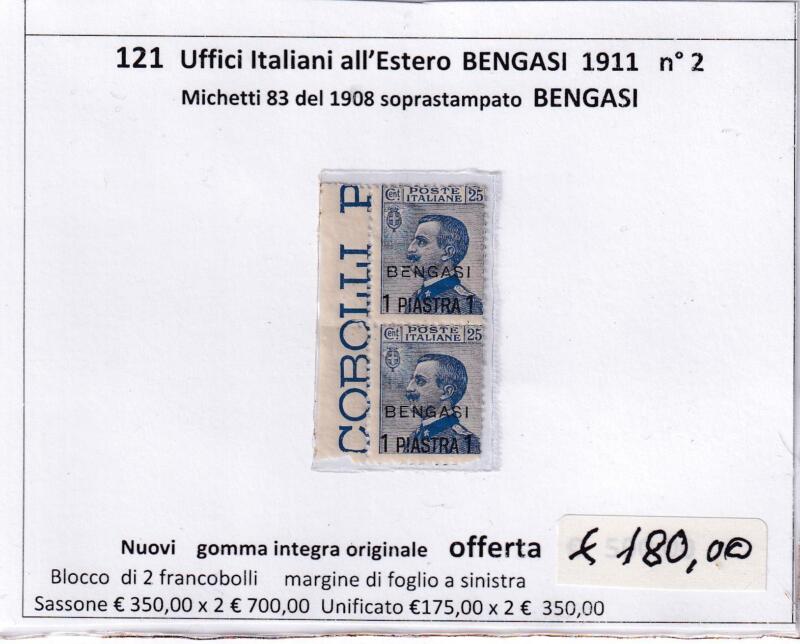 121 Uffici Italiani all'Estero BENGASI 1911 n° 2
Michetti 83 del 1908 soprastampato BENGASI
COBOLLI P
Cent POSTE ITALIANE 25
BENGASI
1 PIASTRA 1
Cent POSTE ITALIANE 25
BENGASI
1 PIASTRA 1
Nuovi gomma integra originale offerta € 180,00
Blocco di 2 francobolli margine di foglio a sinistra
Sassone € 350,00 x 2 € 700,00 Unificato €175,00 x 2 € 350,00